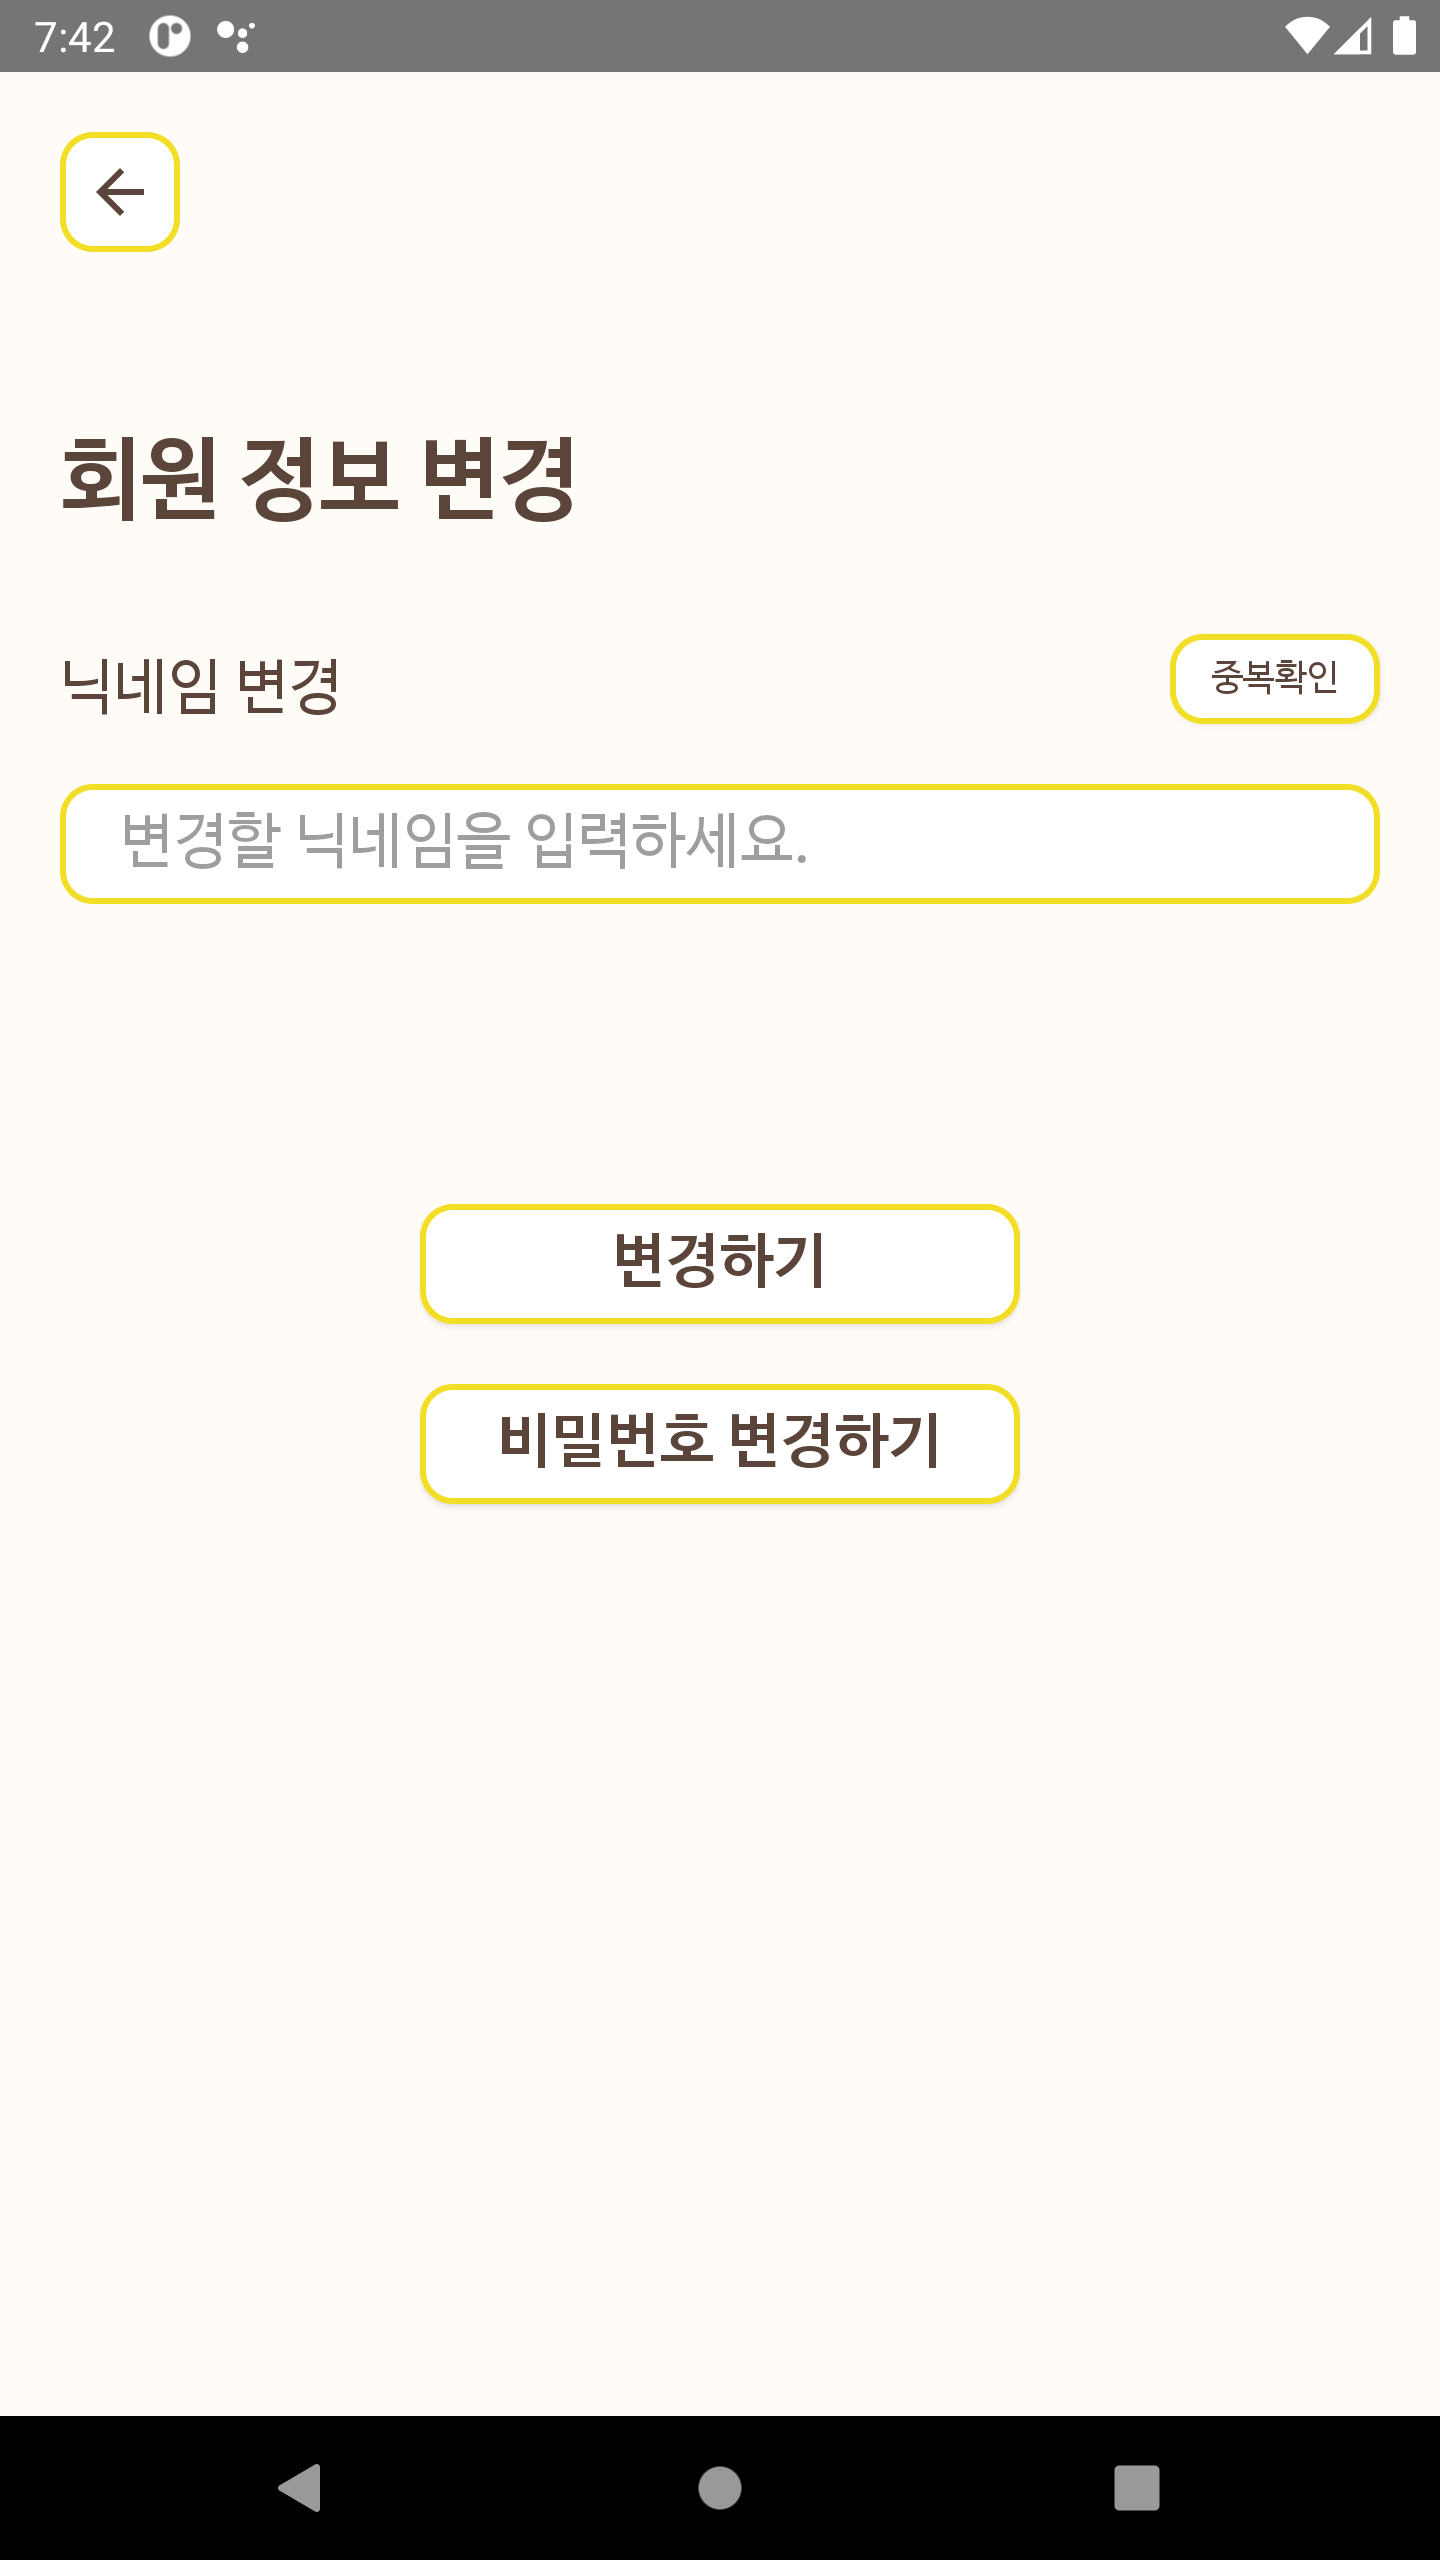 7:42
회원 정보 변경
닉네임 변경
중복확인
변경할 닉네임을 입력하세요.
변경하기
비밀번호 변경하기